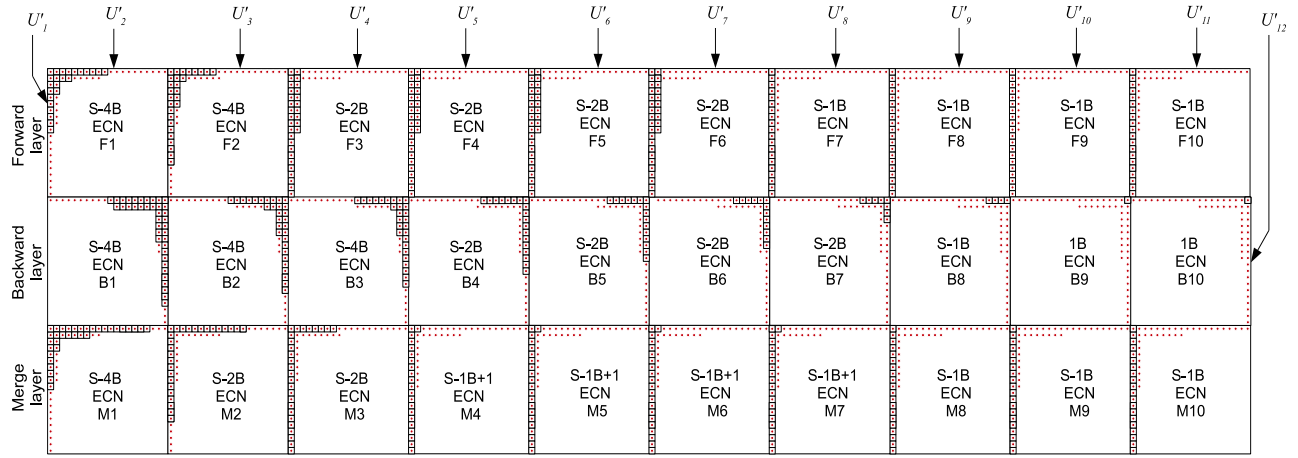 U'1 U'2 U'3 U'4 U'5 U'6 U'7 U'8 U'9 U'10 U'11 U'12
Forward
layer
S-4B S-4B S-2B S-2B S-2B S-2B S-1B S-1B S-1B S-1B
ECN ECN ECN ECN ECN ECN ECN ECN ECN ECN
F1 F2 F3 F4 F5 F6 F7 F8 F9 F10
Backward
layer
S-4B S-4B S-4B S-2B S-2B S-2B S-2B S-1B 1B 1B
ECN ECN ECN ECN ECN ECN ECN ECN ECN ECN
B1 B2 B3 B4 B5 B6 B7 B8 B9 B10
Merge
layer
S-4B S-2B S-2B S-1B+1 S-1B+1 S-1B+1 S-1B+1 S-1B S-1B S-1B
ECN ECN ECN ECN ECN ECN ECN ECN ECN ECN
M1 M2 M3 M4 M5 M6 M7 M8 M9 M10